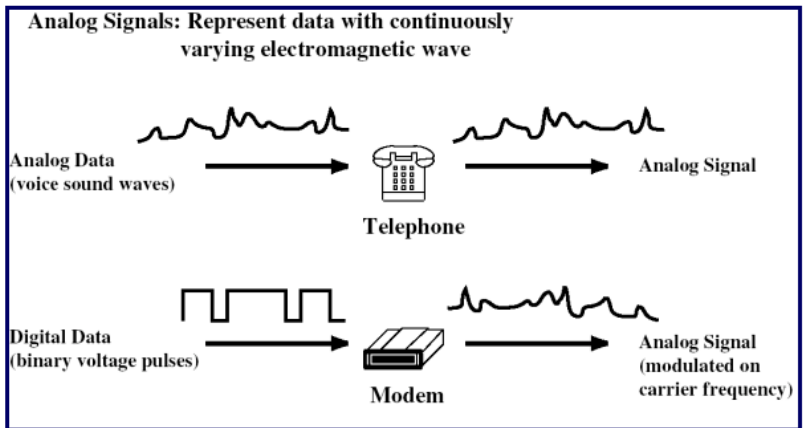 Analog Signals: Represent data with continuously
varying electromagnetic wave
Analog Data
(voice sound waves)
Analog Signal
Telephone
Digital Data
(binary voltage pulses)
Analog Signal
(modulated on
carrier frequency)
Modem